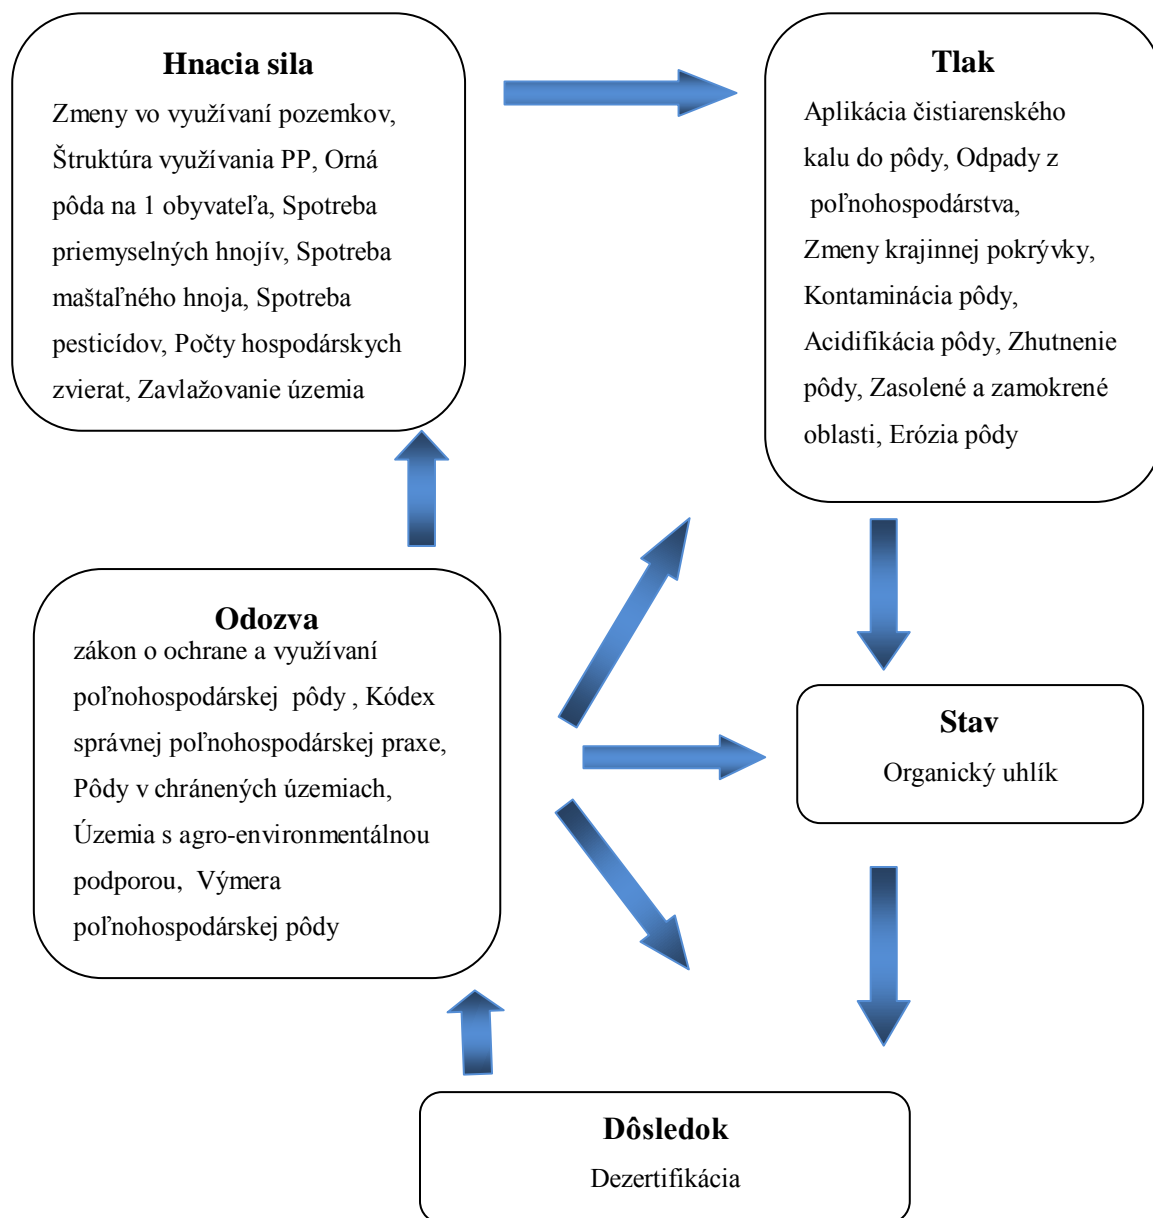 Hnacia sila
Zmeny vo využívaní pozemkov,
Štruktúra využívania PP, Orná
pôda na 1 obyvateľa, Spotreba
priemyselných hnojív, Spotreba
maštaľného hnoja, Spotreba
pesticídov, Počty hospodárskych
zvierat, Zavlažovanie územia
Tlak
Aplikácia čistiarenského
kalu do pôdy, Odpady z
poľnohospodárstva,
Zmeny krajinnej pokrývky,
Kontaminácia pôdy,
Acidifikácia pôdy, Zhutnenie
pôdy, Zasolené a zamokrené
oblasti, Erózia pôdy
Odozva
zákon o ochrane a využívaní
poľnohospodárskej pôdy , Kódex
správnej poľnohospodárskej praxe,
Pôdy v chránených územiach,
Územia s agro-environmentálnou
podporou, Výmera
poľnohospodárskej pôdy
Stav
Organický uhlík
Dôsledok
Dezertifikácia